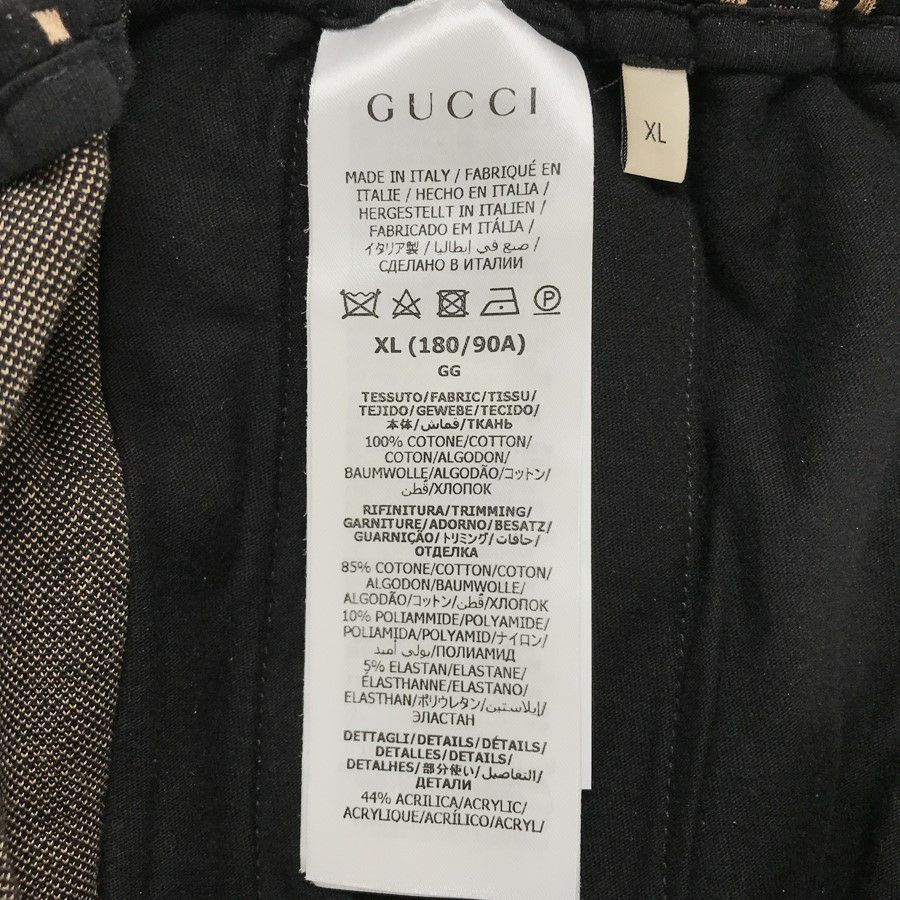 GUCCI
XL
MADE IN ITALY / FABRIQUÉ EN
ITALIE / HECHO EN ITALIA /
HERGESTELLT IN ITALIEN /
FABRICADO EM ITÁLIA /
イタリア製 / صنع في إيطاليا /
СДЕЛАНО В ИТАЛИИ
P
XL (180/90A)
GG
TESSUTO/FABRIC/TISSU/
TEJIDO/GEWEBE/TECIDO/
本体/قماش/ТКАНЬ
100% COTONE/COTTON/
COTON/ALGODON/
BAUMWOLLE/ALGODÃO/コットン/
قطن/ХЛОПОК
RIFINITURA/TRIMMING/
GARNITURE/ADORNO/BESATZ/
GUARNIÇÃO/トリミング/حافات/
ОТДЕЛКА
85% COTONE/COTTON/COTON/
ALGODON/BAUMWOLLE/
ALGODÃO/コットン/قطن/ХЛОПОК
10% POLIAMMIDE/POLYAMIDE/
POLIAMIDA/POLYAMID/ナイロン/
بولي أميد/ПОЛИАМИД
5% ELASTAN/ELASTANE/
ÉLASTHANNE/ELASTANO/
ELASTHAN/ポリウレタン/إيلاستين/
ЭЛАСТАН
DETTAGLI/DETAILS/DÉTAILS/
DETALLES/DETAILS/
DETALHES/部分使い/التفاصيل/
ДЕТАЛИ
44% ACRILICA/ACRYLIC/
ACRYLIQUE/ACRÍLICO/ACRYL/